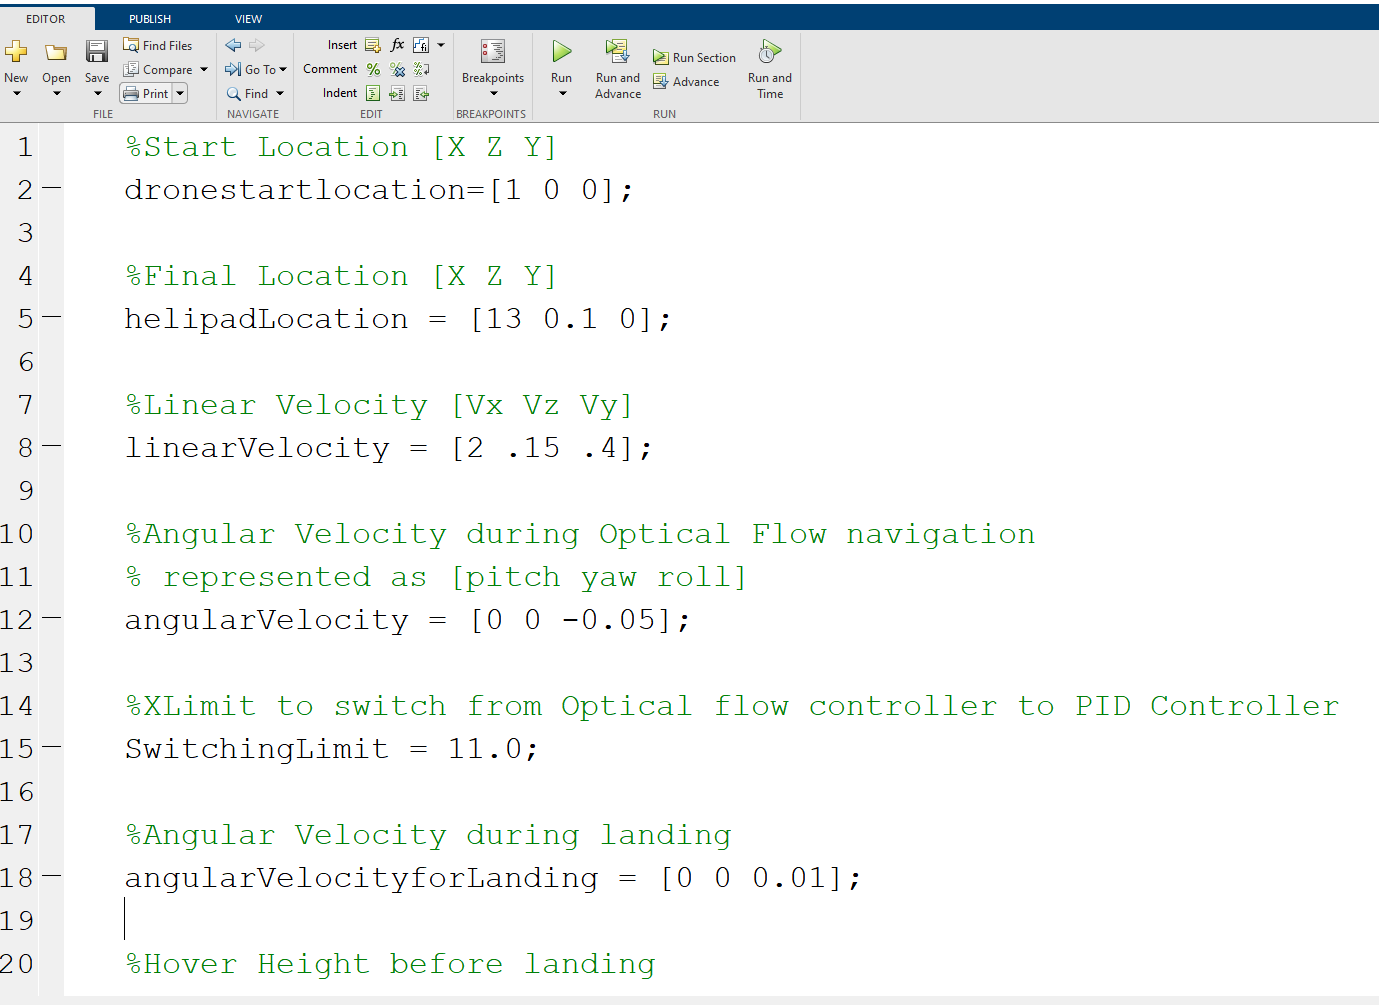 EDITOR PUBLISH VIEW
New Open Save Find Files Compare Print
FILE
Go To Find
NAVIGATE
Insert fx
Comment % %
Indent
EDIT
Breakpoints
BREAKPOINTS
Run Run and Advance Run Section Advance Run and Time
RUN
1 %Start Location [X Z Y]
2 dronestartlocation=[1 0 0];
3
4 %Final Location [X Z Y]
5 helipadLocation = [13 0.1 0];
6
7 %Linear Velocity [Vx Vz Vy]
8 linearVelocity = [2 .15 .4];
9
10 %Angular Velocity during Optical Flow navigation
11 % represented as [pitch yaw roll]
12 angularVelocity = [0 0 -0.05];
13
14 %XLimit to switch from Optical flow controller to PID Controller
15 SwitchingLimit = 11.0;
16
17 %Angular Velocity during landing
18 angularVelocityforLanding = [0 0 0.01];
19
20 %Hover Height before landing